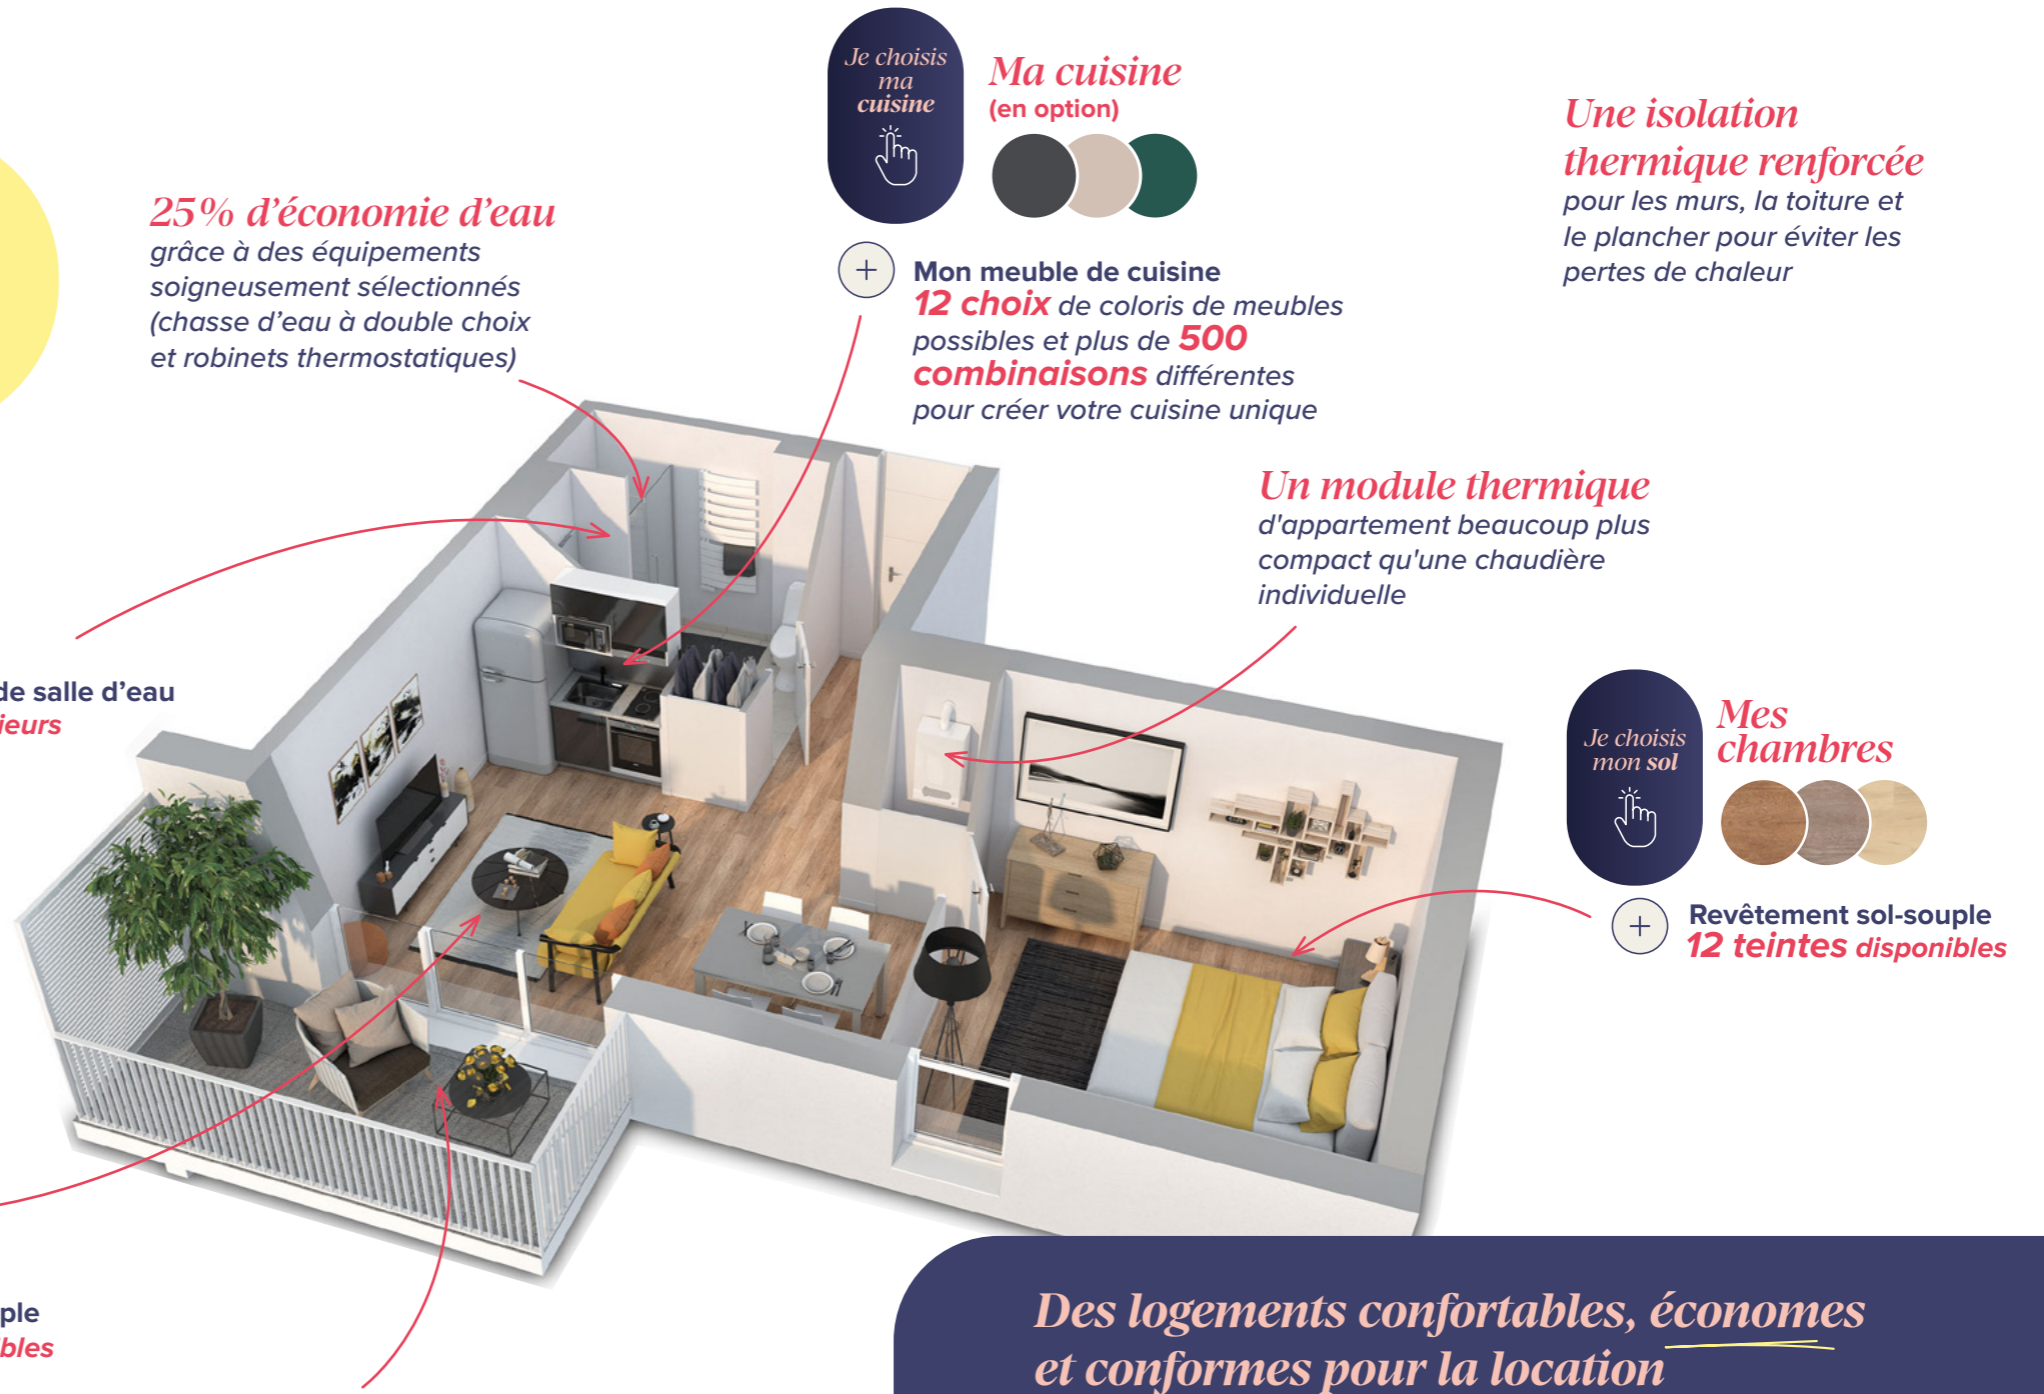 Je choisis
ma
cuisine
Ma cuisine
(en option)
Une isolation
thermique renforcée
pour les murs, la toiture et
le plancher pour éviter les
pertes de chaleur
25% d'économie d'eau
grâce à des équipements
soigneusement sélectionnés
(chasse d'eau à double choix
et robinets thermostatiques)
+
Mon meuble de cuisine
12 choix de coloris de meubles
possibles et plus de 500
combinaisons différentes
pour créer votre cuisine unique
Un module thermique
d'appartement beaucoup plus
compact qu'une chaudière
individuelle
de salle d'eau
ieurs
Je choisis
mon sol
Mes
chambres
+
Revêtement sol-souple
12 teintes disponibles
ple
bles
Des logements confortables, économes
et conformes pour la location